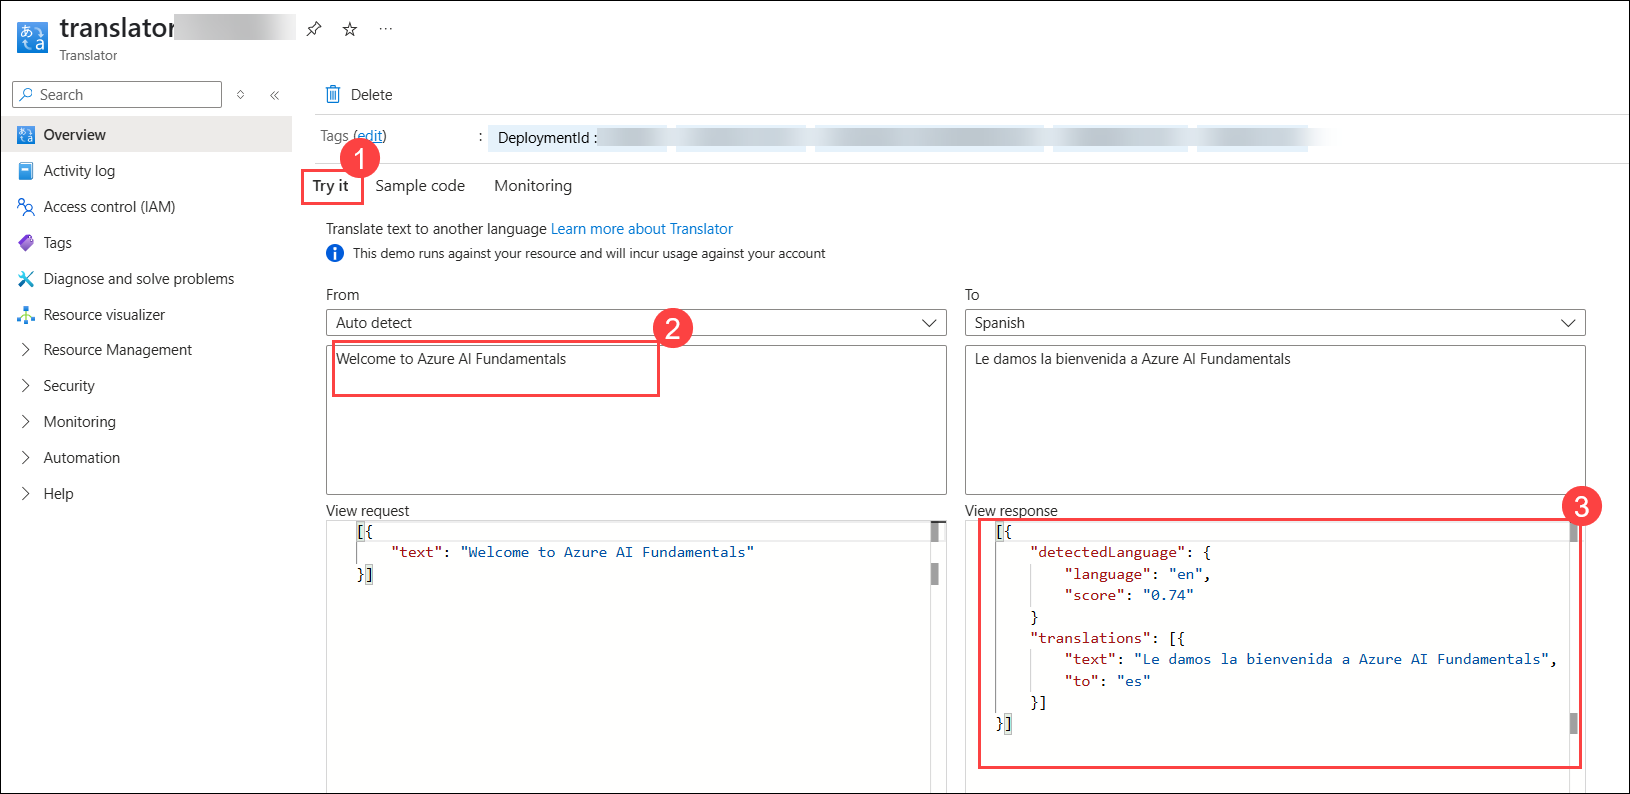 translator
Translator
Search
Delete
Overview
Tags (edit) : DeploymentId :
Activity log
1
Try it Sample code Monitoring
Access control (IAM)
Translate text to another language Learn more about Translator
Tags
This demo runs against your resource and will incur usage against your account
Diagnose and solve problems
From To
Resource visualizer
Auto detect 2 Spanish
Resource Management
Welcome to Azure AI Fundamentals Le damos la bienvenida a Azure AI Fundamentals
Security
Monitoring
Automation
Help
View request View response 3
[{
"text": "Welcome to Azure AI Fundamentals"
}]
[{
"detectedLanguage": {
"language": "en",
"score": "0.74"
}
"translations": [{
"text": "Le damos la bienvenida a Azure AI Fundamentals",
"to": "es"
}]
}]